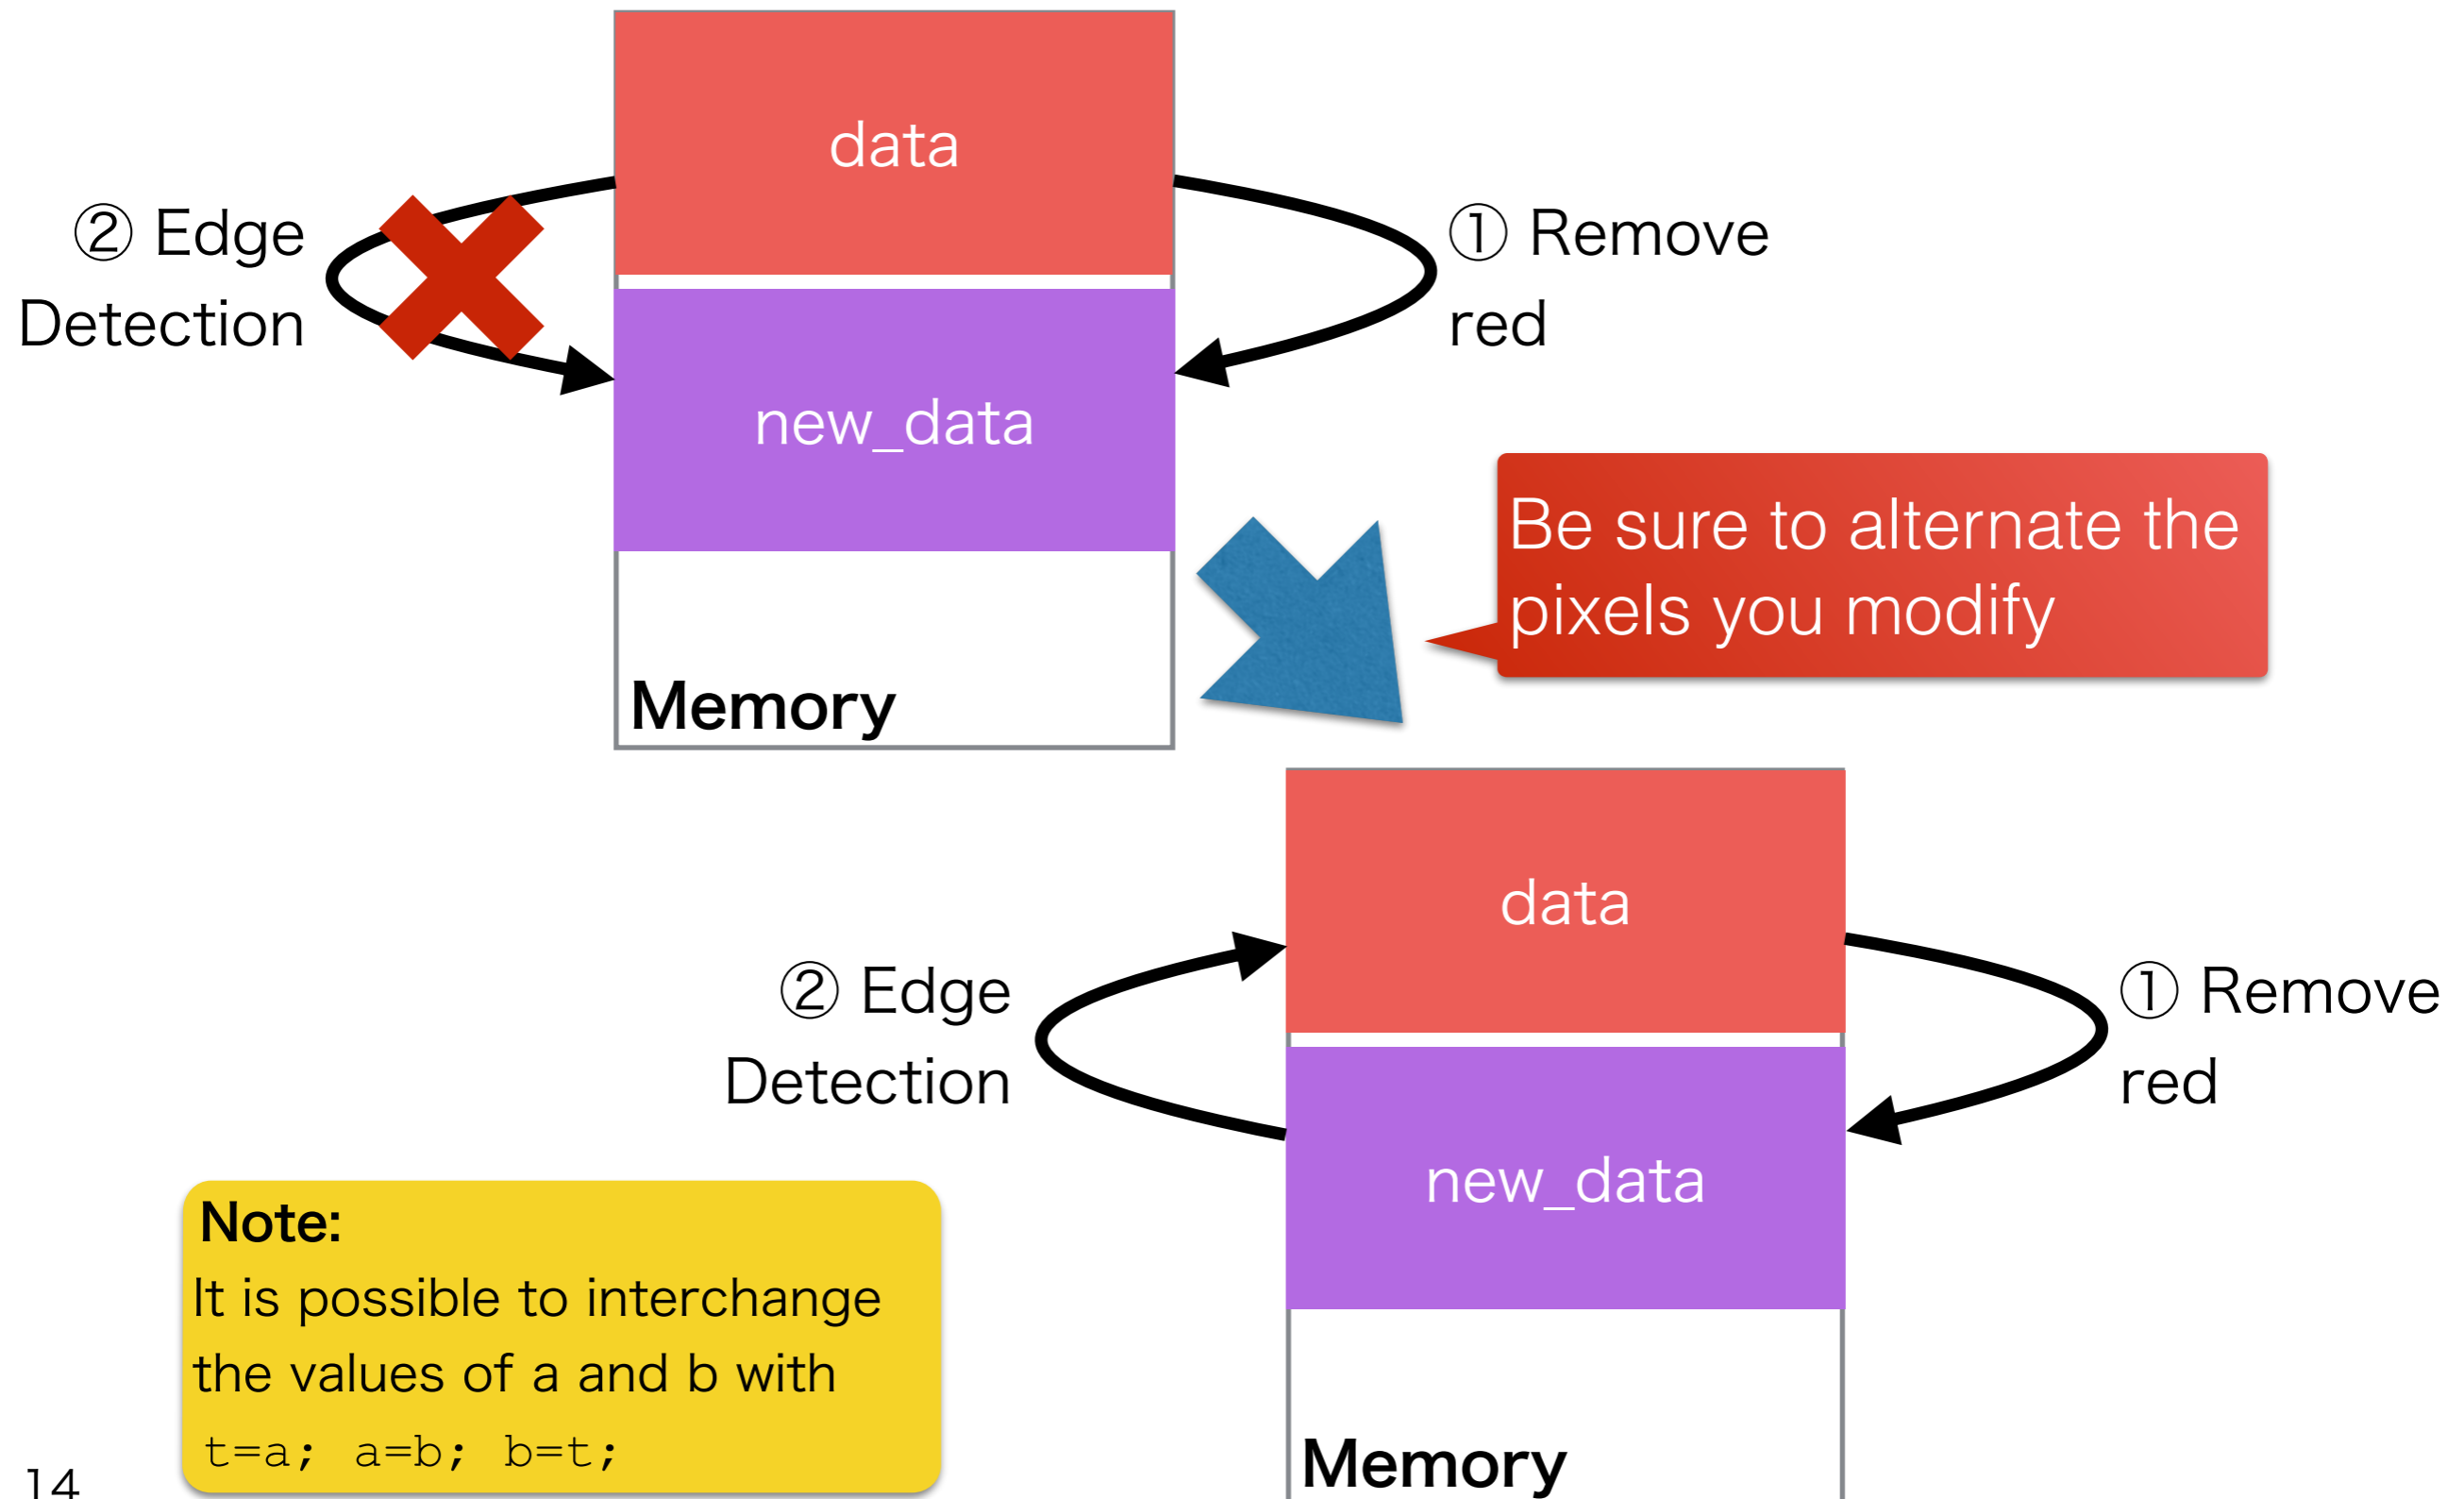 data
② Edge
Detection
① Remove
red
new_data
Be sure to alternate the
pixels you modify
Memory
data
② Edge
Detection
① Remove
red
new_data
Note:
It is possible to interchange
the values of a and b with
t=a; a=b; b=t;
Memory
14